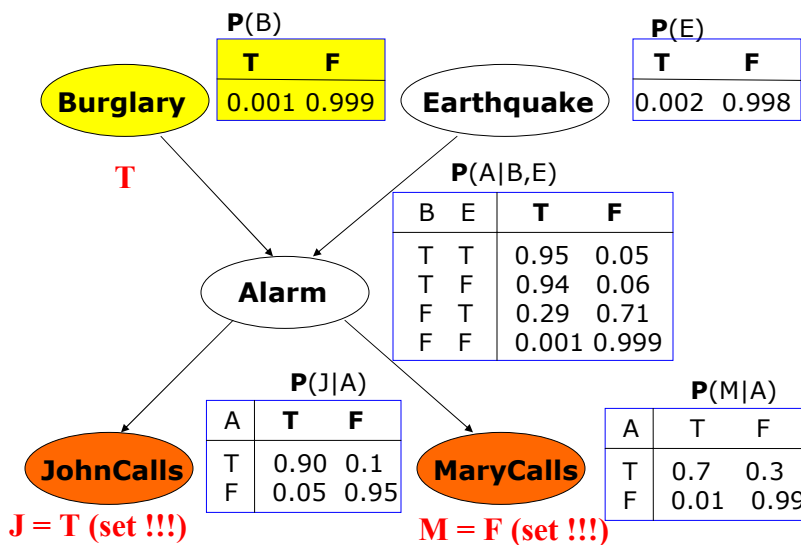 P(B)
T F
0.001 0.999
P(E)
T F
0.002 0.998
Burglary
Earthquake
T
P(A|B,E)
B E T F
T T 0.95 0.05
T F 0.94 0.06
F T 0.29 0.71
F F 0.001 0.999
Alarm
P(J|A)
A T F
T 0.90 0.1
F 0.05 0.95
P(M|A)
A T F
T 0.7 0.3
F 0.01 0.99
JohnCalls
MaryCalls
J = T (set !!!)
M = F (set !!!)